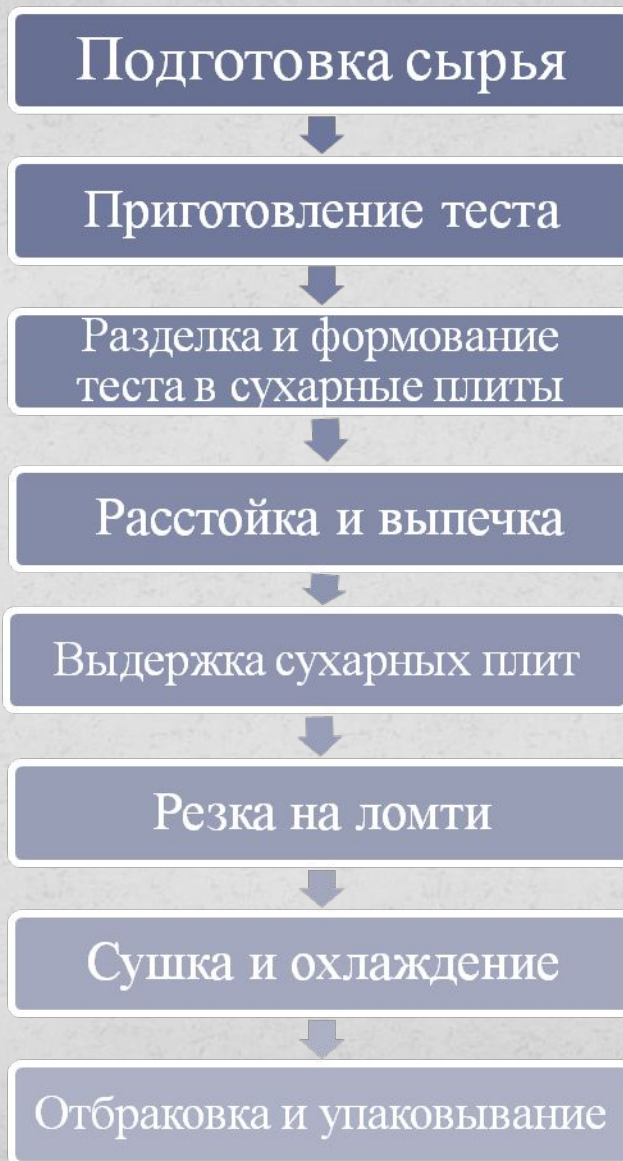 Подготовка сырья
Приготовление теста
Разделка и формование
теста в сухарные плиты
Расстойка и выпечка
Выдержка сухарных плит
Резка на ломти
Сушка и охлаждение
Отбраковка и упаковывание